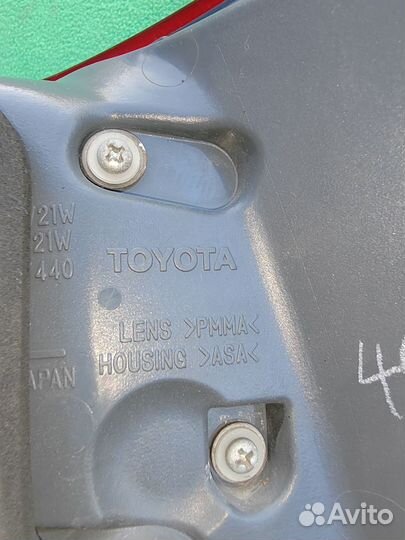 21W
21W
440
TOYOTA
LENS >PMMA<
HOUSING >ASA<
APAN
Avito